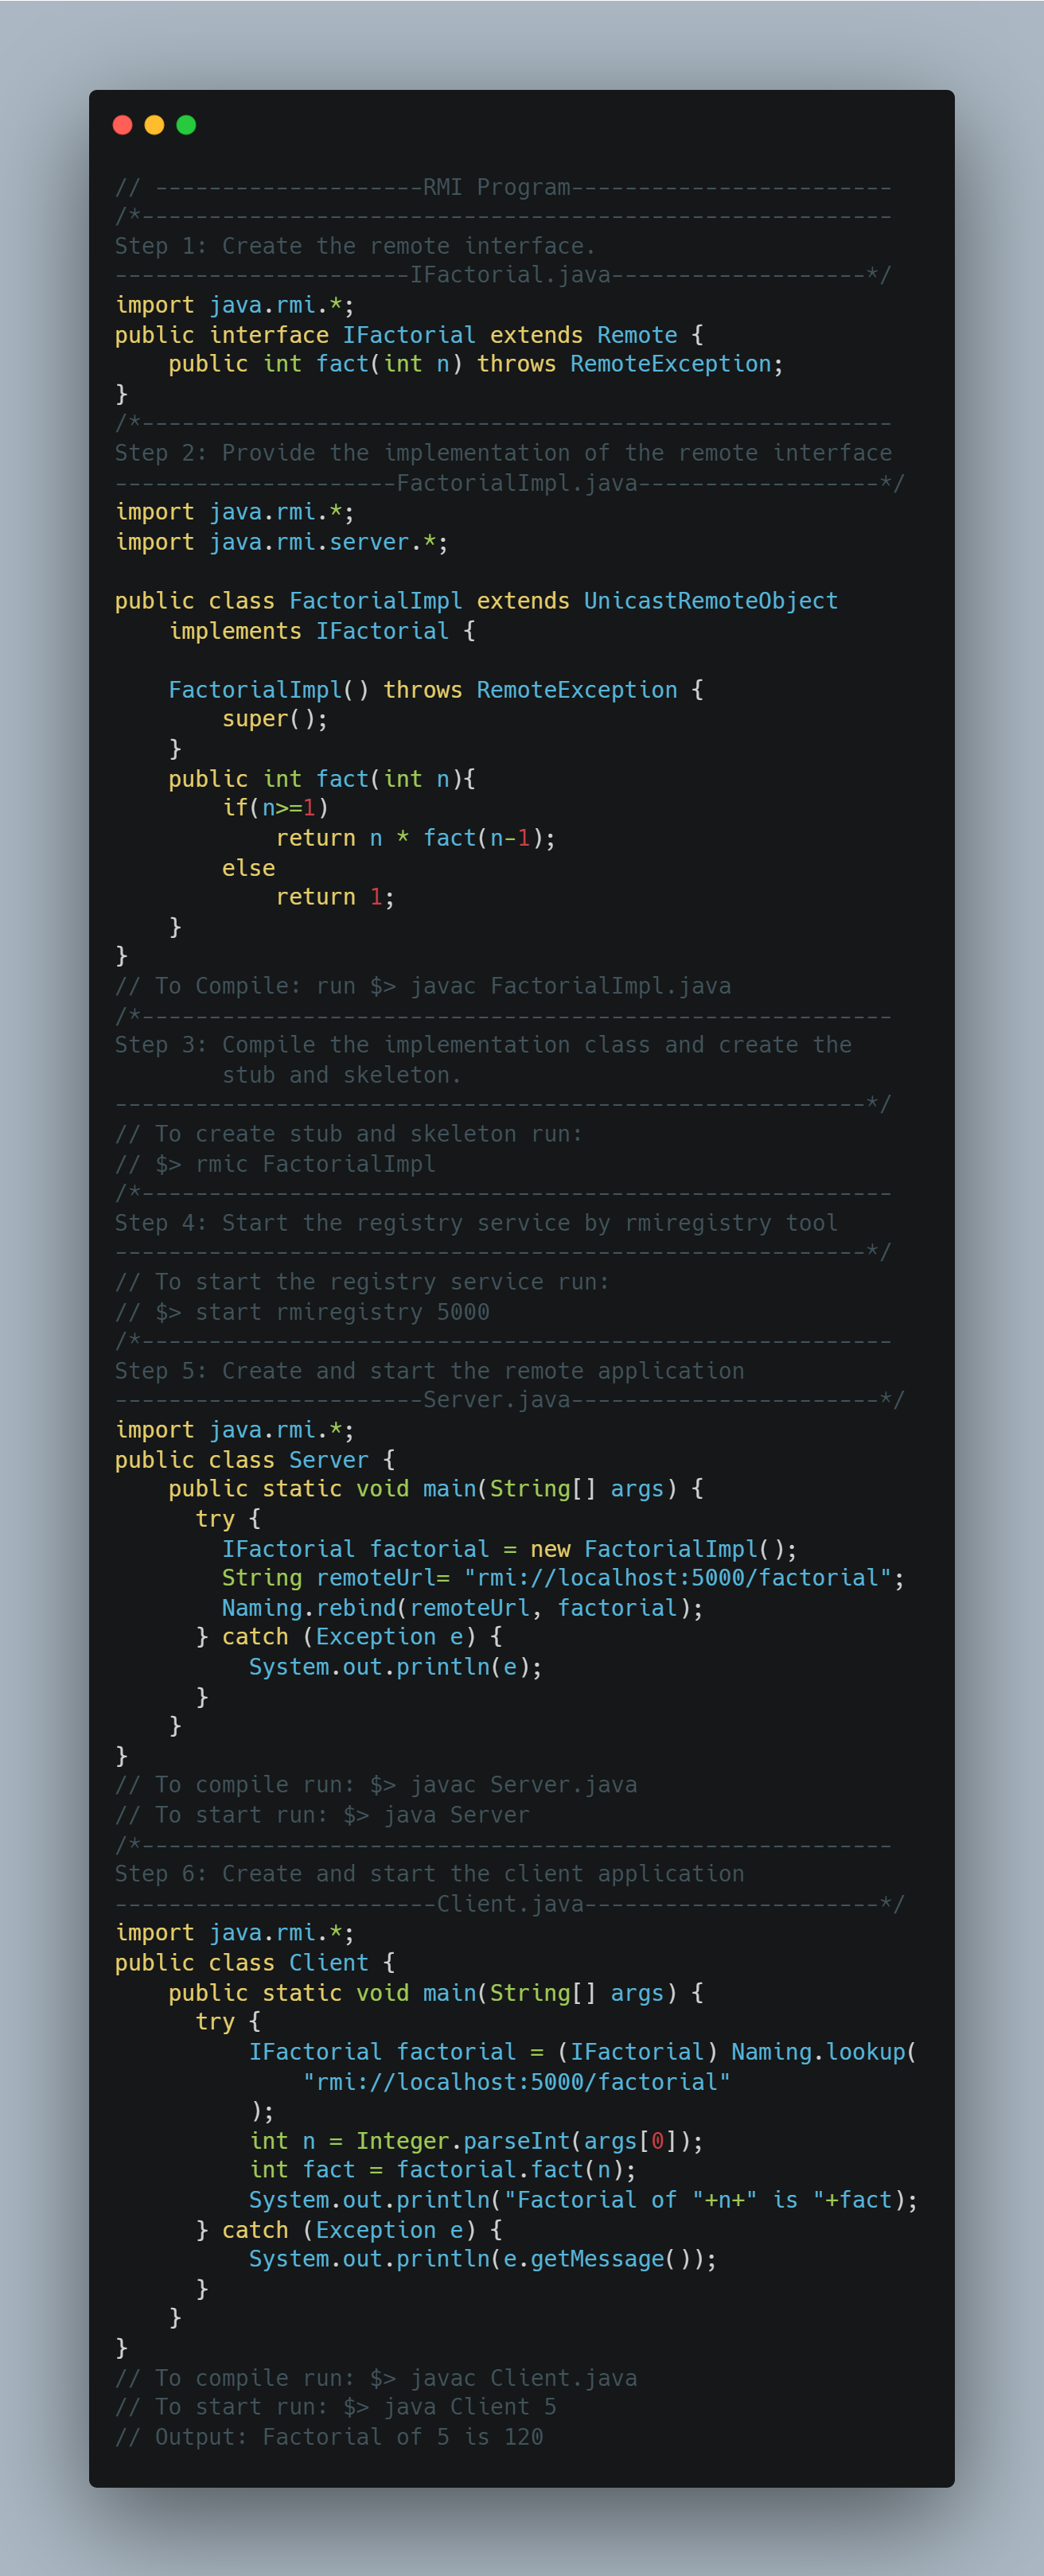 // --------------------RMI Program------------------------
/*--------------------------------------------------------
Step 1: Create the remote interface.
----------------------IFactorial.java-------------------*/
import java.rmi.*;
public interface IFactorial extends Remote {
    public int fact(int n) throws RemoteException;
}
/*--------------------------------------------------------
Step 2: Provide the implementation of the remote interface
---------------------FactorialImpl.java------------------*/
import java.rmi.*;
import java.rmi.server.*;

public class FactorialImpl extends UnicastRemoteObject
    implements IFactorial {

    FactorialImpl() throws RemoteException {
        super();
    }
    public int fact(int n){
        if(n>=1)
            return n * fact(n-1);
        else
            return 1;
    }
}
// To Compile: run $> javac FactorialImpl.java
/*--------------------------------------------------------
Step 3: Compile the implementation class and create the
        stub and skeleton.
--------------------------------------------------------*/
// To create stub and skeleton run:
// $> rmic FactorialImpl
/*--------------------------------------------------------
Step 4: Start the registry service by rmiregistry tool
--------------------------------------------------------*/
// To start the registry service run:
// $> start rmiregistry 5000
/*--------------------------------------------------------
Step 5: Create and start the remote application
-----------------------Server.java-----------------------*/
import java.rmi.*;
public class Server {
    public static void main(String[] args) {
      try {
        IFactorial factorial = new FactorialImpl();
        String remoteUrl= "rmi://localhost:5000/factorial";
        Naming.rebind(remoteUrl, factorial);
      } catch (Exception e) {
          System.out.println(e);
      }
    }
}
// To compile run: $> javac Server.java
// To start run: $> java Server
/*--------------------------------------------------------
Step 6: Create and start the client application
------------------------Client.java----------------------*/
import java.rmi.*;
public class Client {
    public static void main(String[] args) {
      try {
          IFactorial factorial = (IFactorial) Naming.lookup(
              "rmi://localhost:5000/factorial"
          );
          int n = Integer.parseInt(args[0]);
          int fact = factorial.fact(n);
          System.out.println("Factorial of "+n+" is "+fact);
      } catch (Exception e) {
          System.out.println(e.getMessage());
      }
    }
}
// To compile run: $> javac Client.java
// To start run: $> java Client 5
// Output: Factorial of 5 is 120